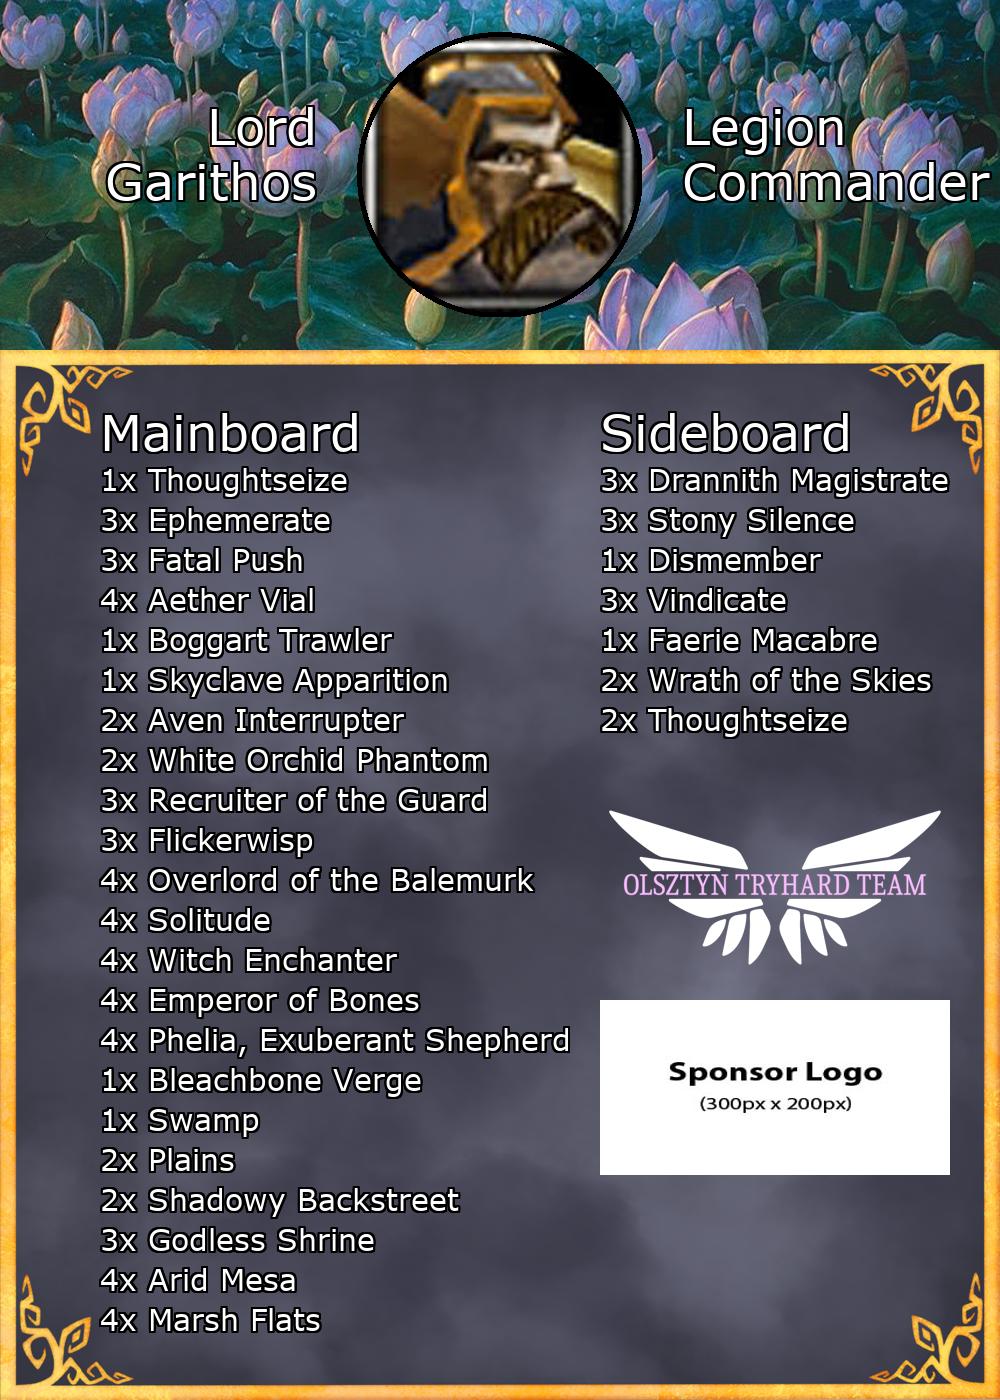 Lord
Garithos
Legion
Commander
Mainboard
1x Thoughtseize
3x Ephemerate
3x Fatal Push
4x Aether Vial
1x Boggart Trawler
1x Skyclave Apparition
2x Aven Interrupter
2x White Orchid Phantom
3x Recruiter of the Guard
3x Flickerwisp
4x Overlord of the Balemurk
4x Solitude
4x Witch Enchanter
4x Emperor of Bones
4x Phelia, Exuberant Shepherd
1x Bleachbone Verge
1x Swamp
2x Plains
2x Shadowy Backstreet
3x Godless Shrine
4x Arid Mesa
4x Marsh Flats
Sideboard
3x Drannith Magistrate
3x Stony Silence
1x Dismember
3x Vindicate
1x Faerie Macabre
2x Wrath of the Skies
2x Thoughtseize
OLSZTYN TRYHARD TEAM
Sponsor Logo
(300px x 200px)